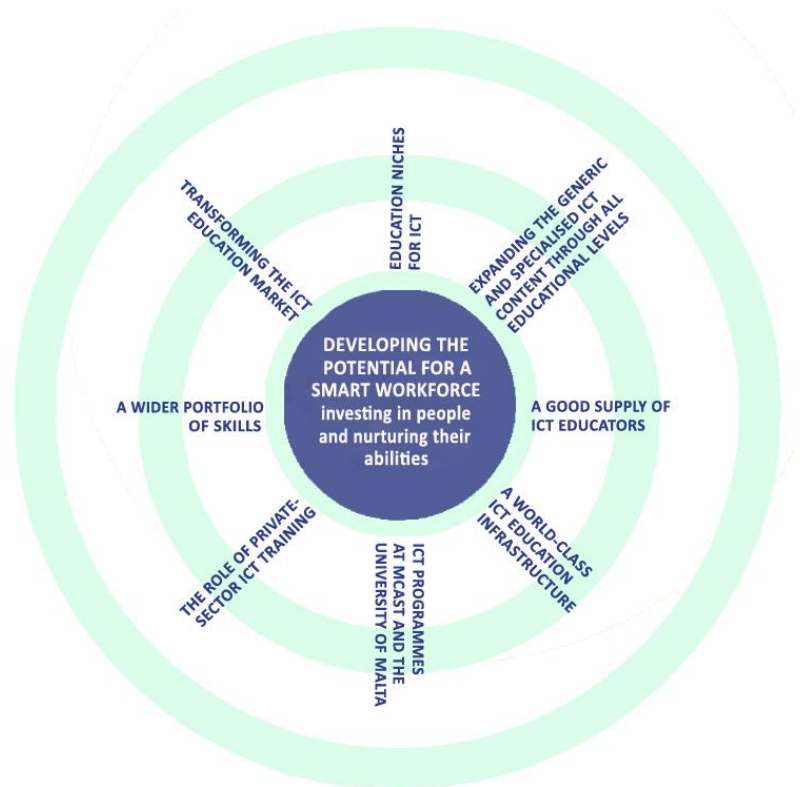 DEVELOPING THE
POTENTIAL FOR A
SMART WORKFORCE
investing in people
and nurturing their
abilities
EDUCATION NICHES
FOR ICT
EXPANDING THE GENERIC
AND SPECIALISED ICT
CONTENT THROUGH ALL
EDUCATIONAL LEVELS
A GOOD SUPPLY OF
ICT EDUCATORS
A WORLD-CLASS
ICT EDUCATION
INFRASTRUCTURE
ICT PROGRAMMES
AT MCAST AND THE
UNIVERSITY OF MALTA
THE ROLE OF PRIVATE-
SECTOR ICT TRAINING
A WIDER PORTFOLIO
OF SKILLS
TRANSFORMING THE ICT
EDUCATION MARKET